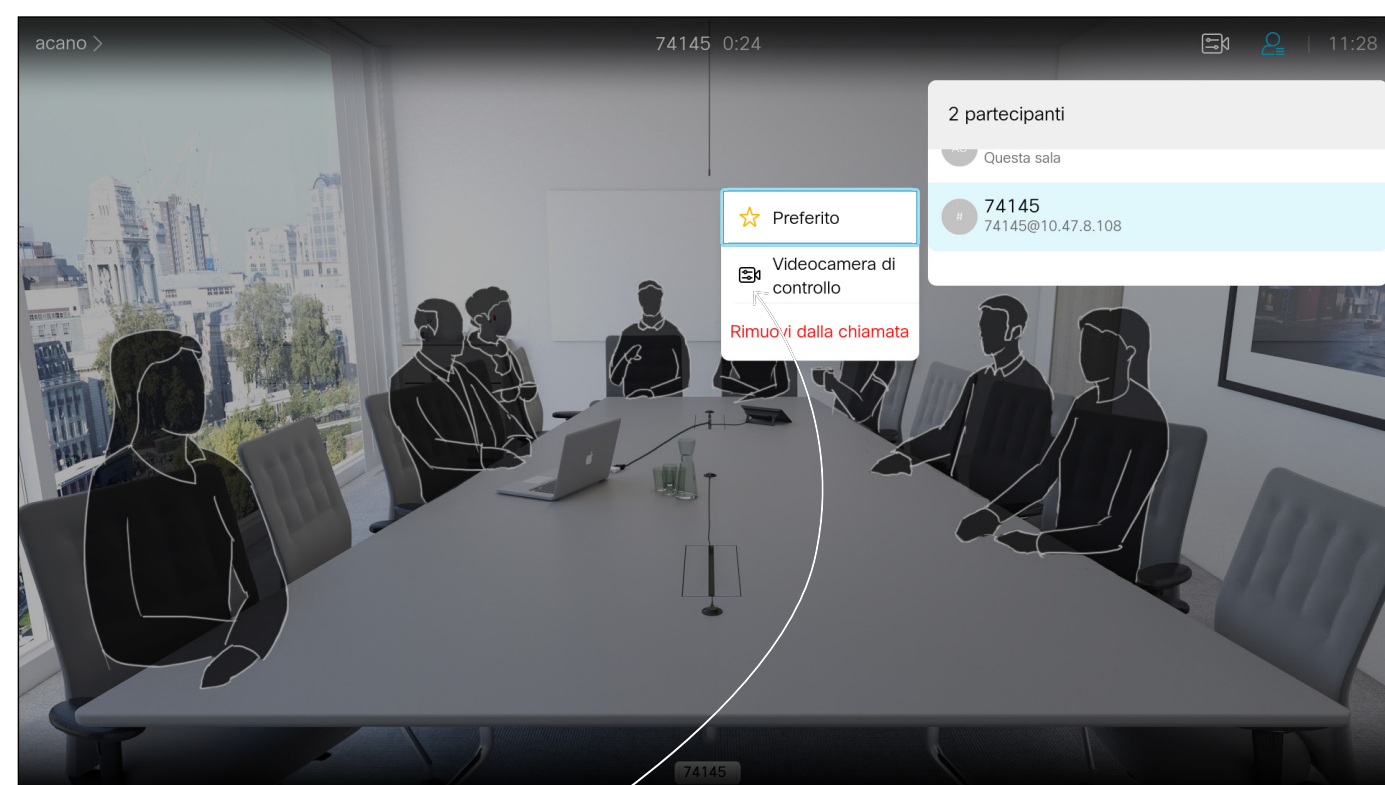 acano
74145 0:24
11:28
2 partecipanti
Questa sala
74145
74145@10.47.8.108
Preferito
Videocamera di
controllo
Rimuovi dalla chiamata
74145